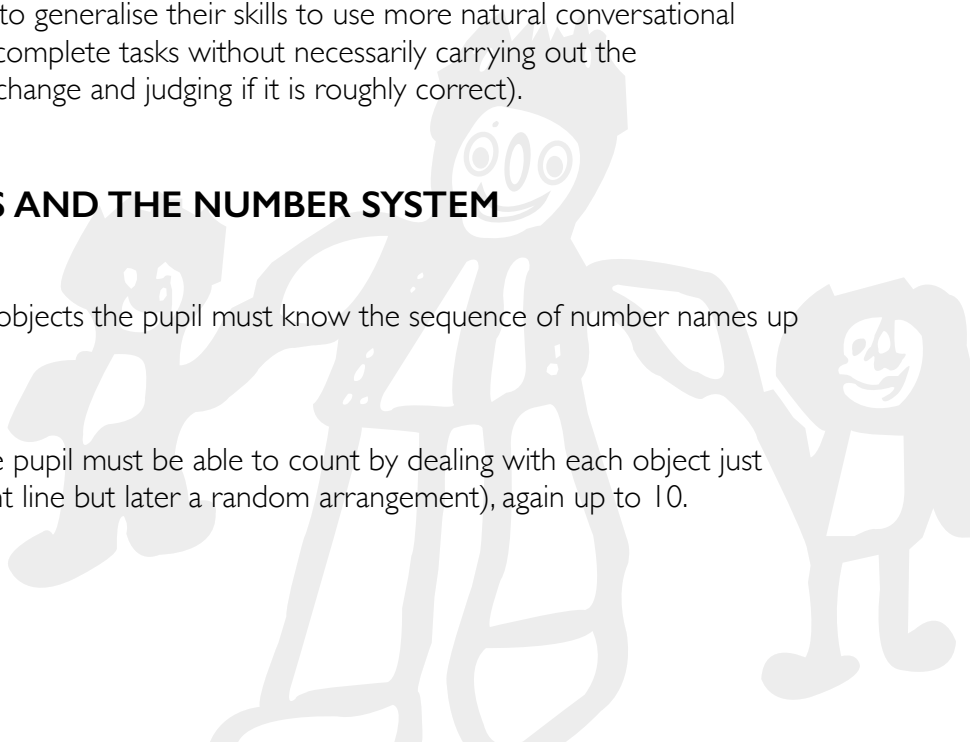 to generalise their skills to use more natural conversational
complete tasks without necessarily carrying out the
change and judging if it is roughly correct).
AND THE NUMBER SYSTEM
objects the pupil must know the sequence of number names up
pupil must be able to count by dealing with each object just
line but later a random arrangement), again up to 10.